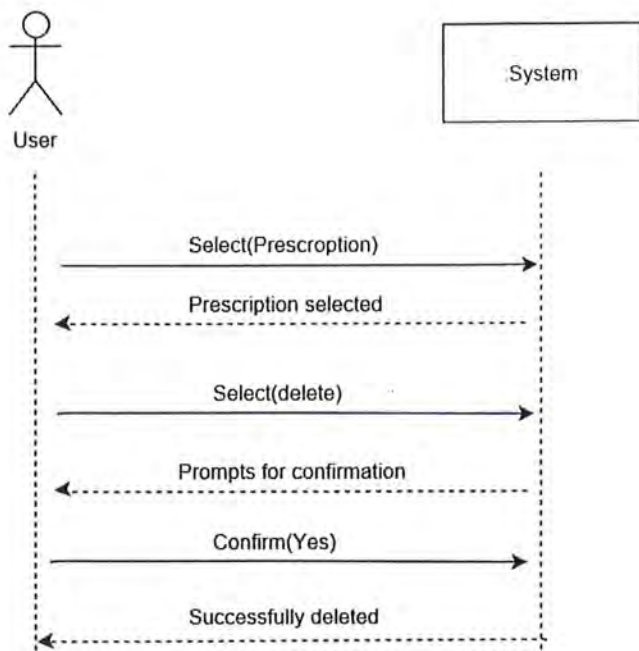 :System
User
Select(Prescroption)
Prescription selected
Select(delete)
Prompts for confirmation
Confirm(Yes)
Successfully deleted